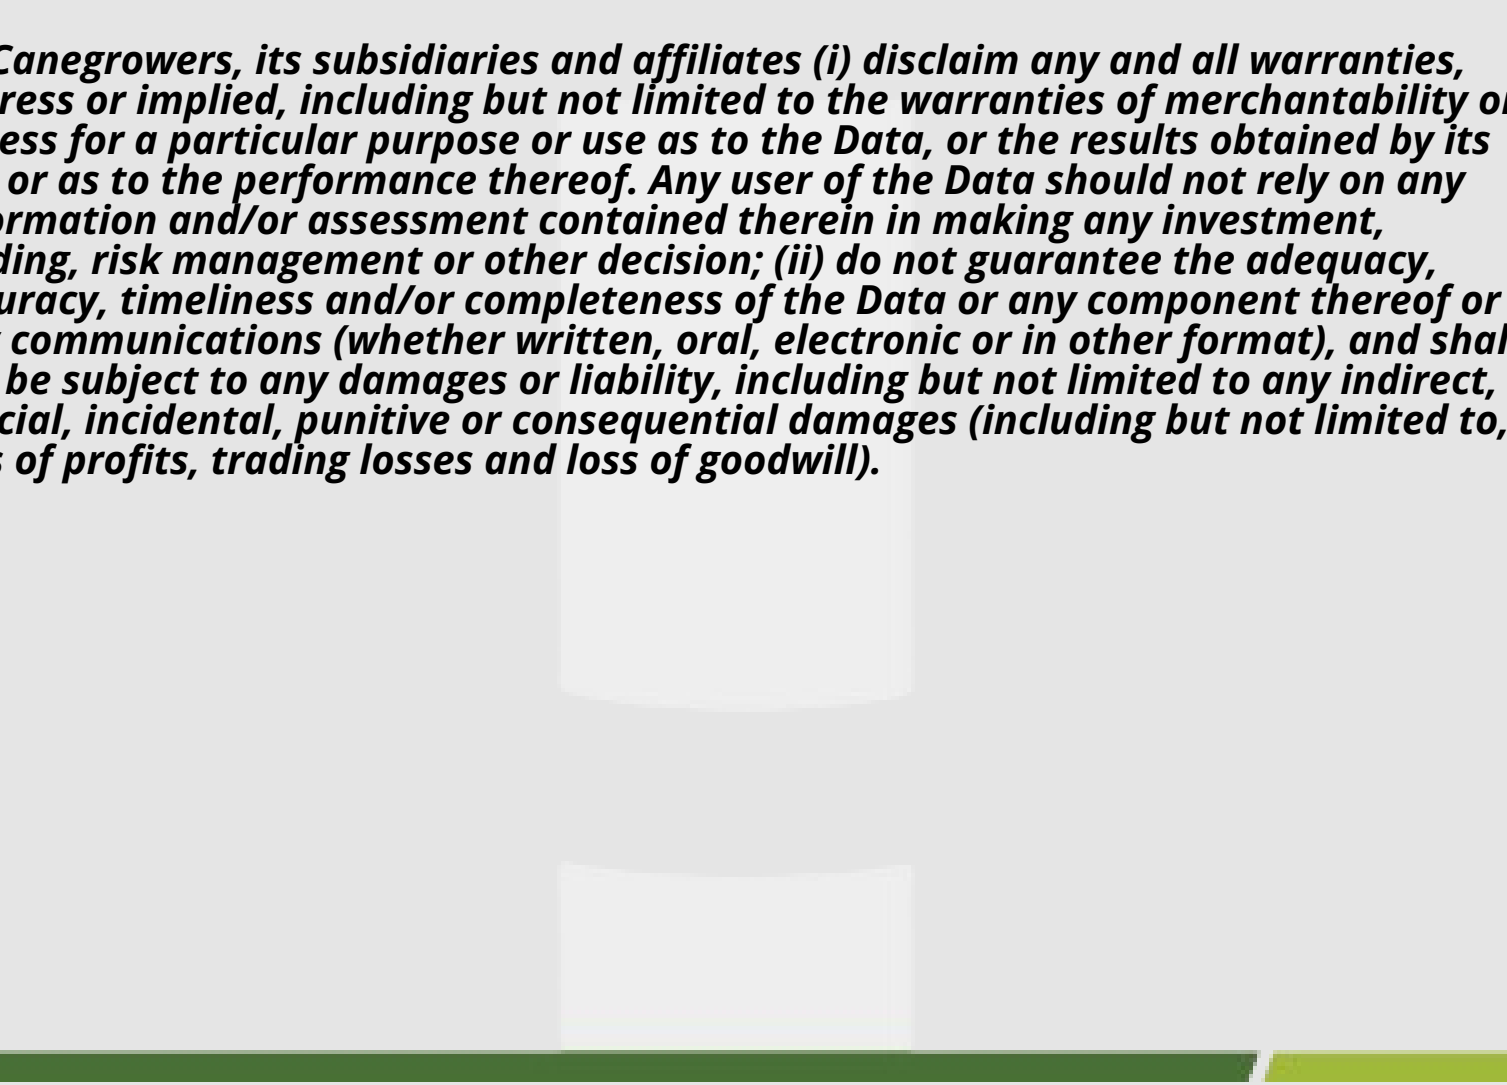 Canegrowers, its subsidiaries and affiliates (i) disclaim any and all warranties,
ress or implied, including but not limited to the warranties of merchantability or
ess for a particular purpose or use as to the Data, or the results obtained by its
or as to the performance thereof. Any user of the Data should not rely on any
ormation and/or assessment contained therein in making any investment,
ding, risk management or other decision; (ii) do not guarantee the adequacy,
uracy, timeliness and/or completeness of the Data or any component thereof or
communications (whether written, oral, electronic or in other format), and shal
be subject to any damages or liability, including but not limited to any indirect,
cial, incidental, punitive or consequential damages (including but not limited to,
s of profits, trading losses and loss of goodwill).